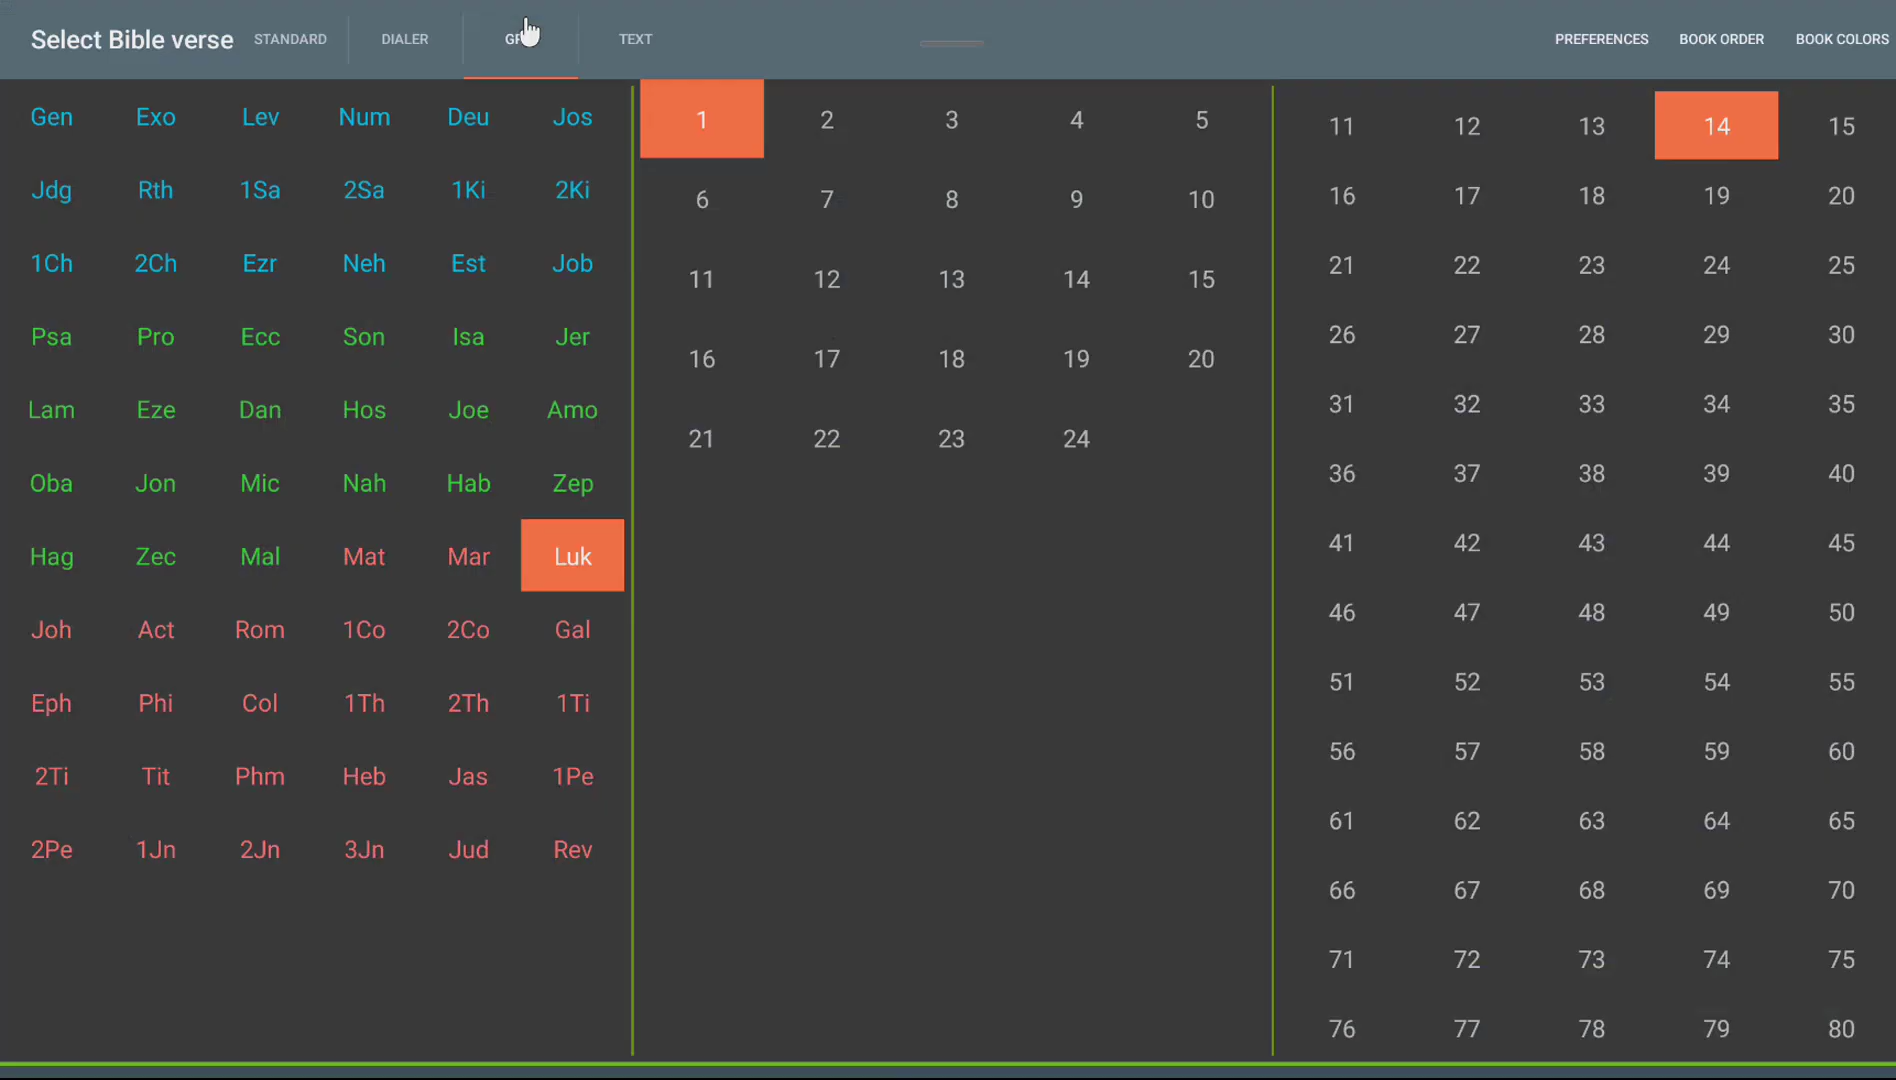 Select Bible verse STANDARD DIALER TEXT PREFERENCES BOOK ORDER BOOK COLORS
Gen Exo Lev Num Deu Jos
Jdg Rth 1Sa 2Sa 1Ki 2Ki
1Ch 2Ch Ezr Neh Est Job
Psa Pro Ecc Son Isa Jer
Lam Eze Dan Hos Joe Amo
Oba Jon Mic Nah Hab Zep
Hag Zec Mal Mat Mar Luk
Joh Act Rom 1Co 2Co Gal
Eph Phi Col 1Th 2Th 1Ti
2Ti Tit Phm Heb Jas 1Pe
2Pe 1Jn 2Jn 3Jn Jud Rev
1 2 3 4 5
6 7 8 9 10
11 12 13 14 15
16 17 18 19 20
21 22 23 24
11 12 13 14 15
16 17 18 19 20
21 22 23 24 25
26 27 28 29 30
31 32 33 34 35
36 37 38 39 40
41 42 43 44 45
46 47 48 49 50
51 52 53 54 55
56 57 58 59 60
61 62 63 64 65
66 67 68 69 70
71 72 73 74 75
76 77 78 79 80